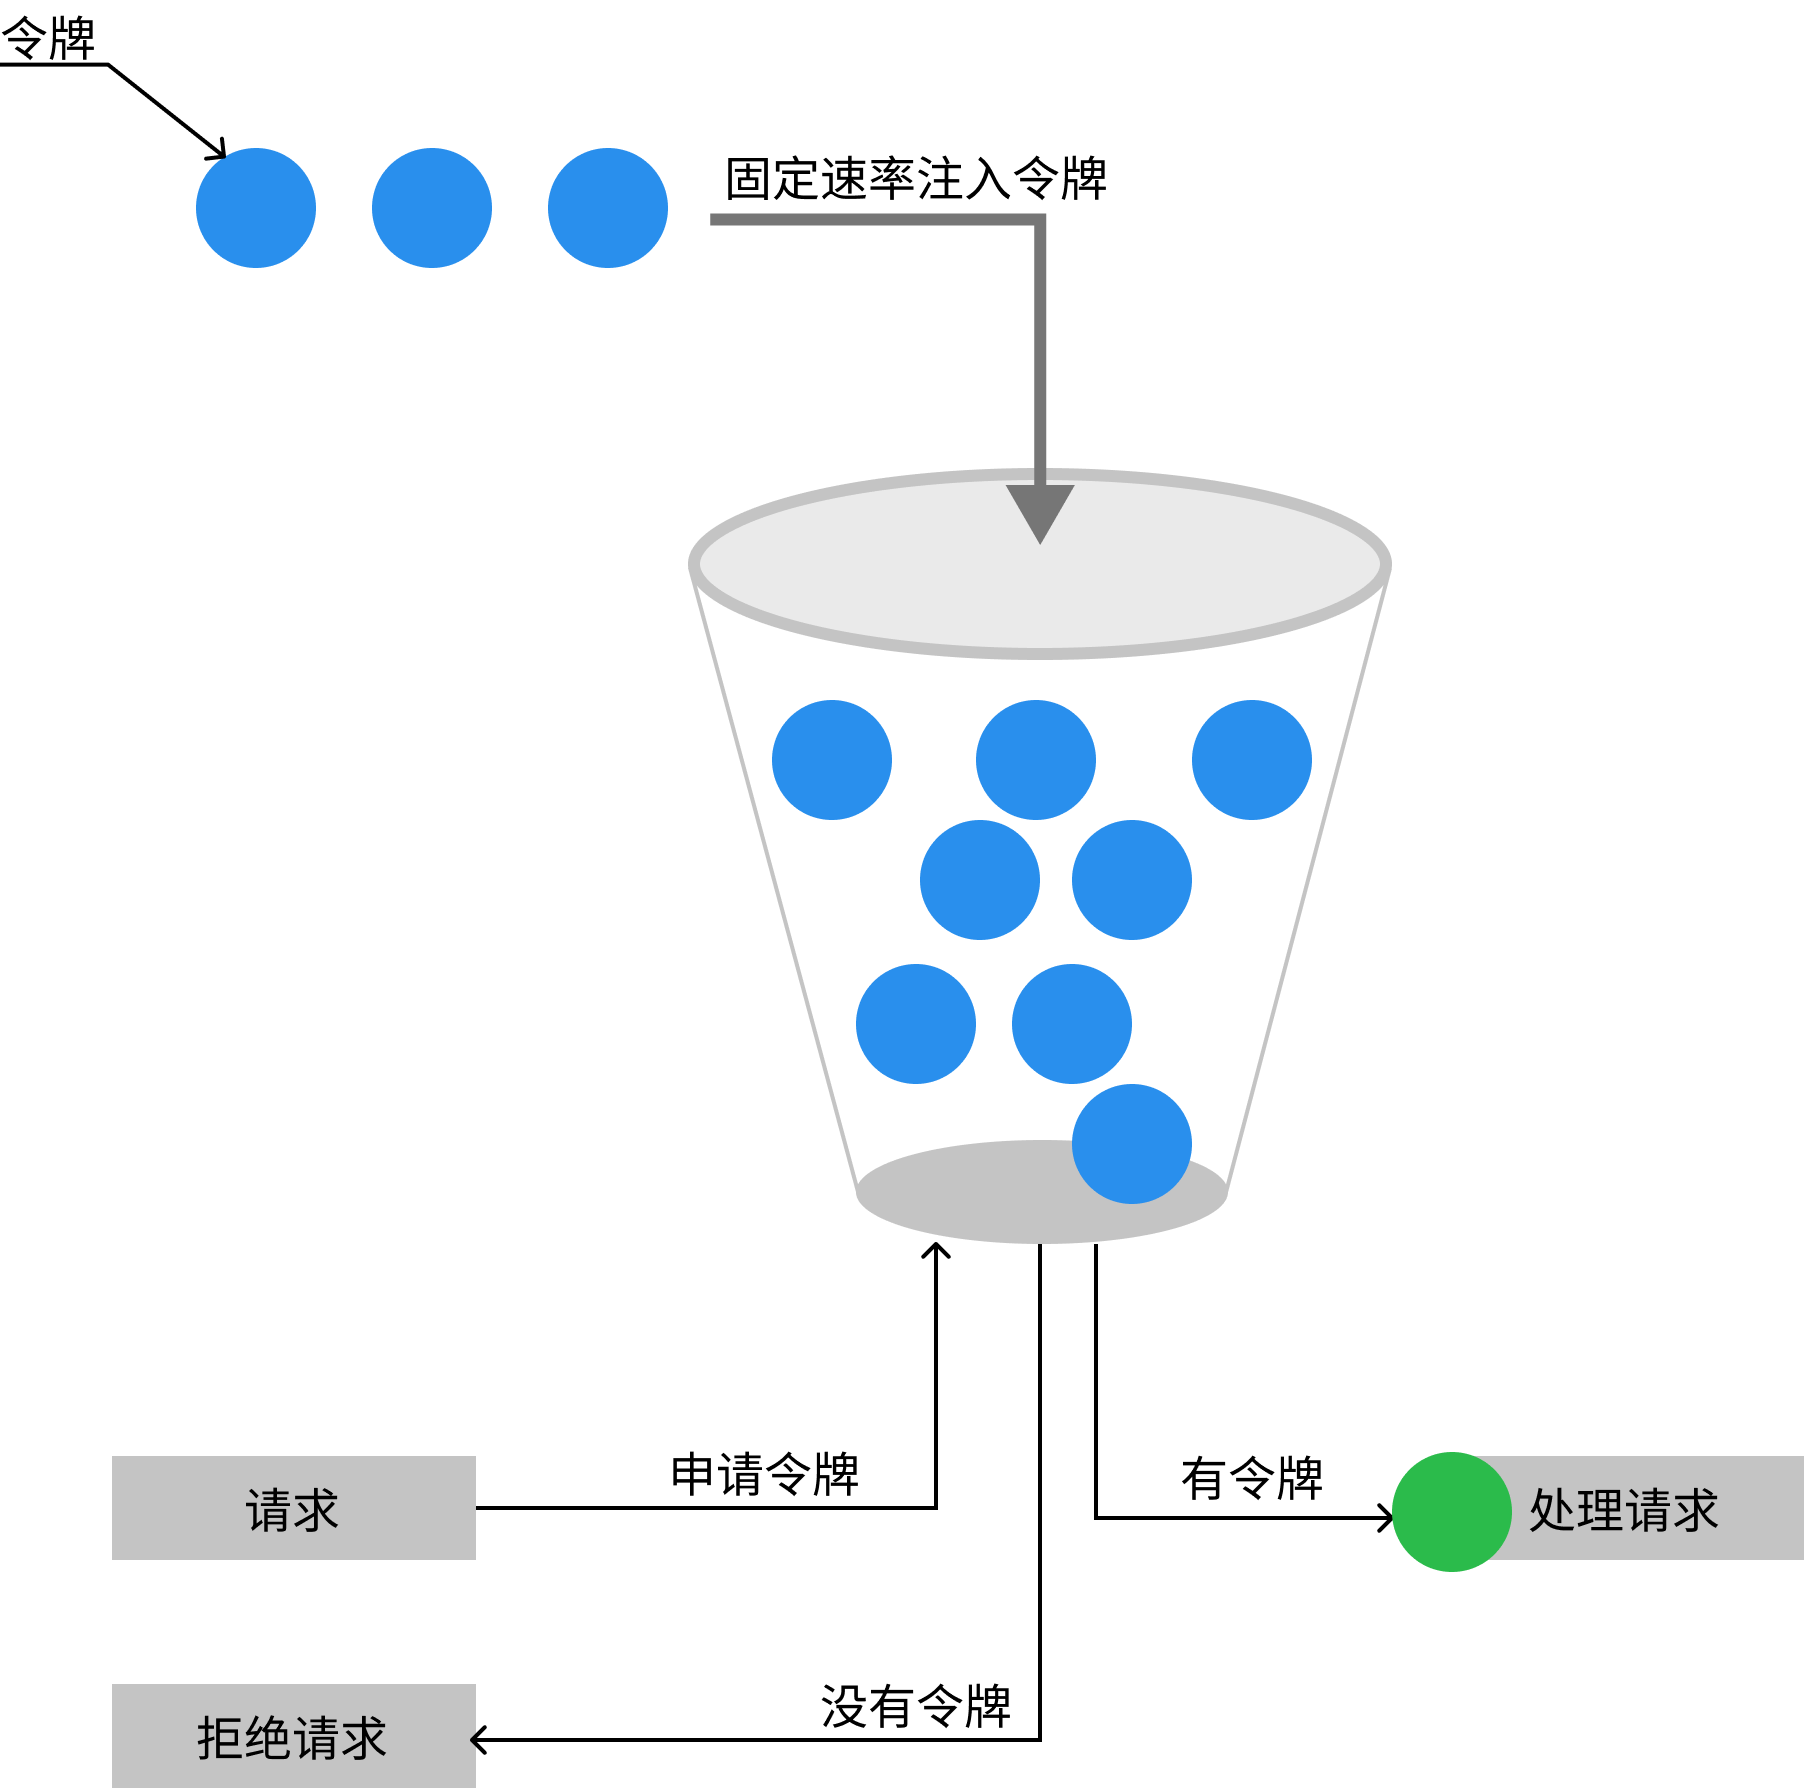 令牌
固定速率注入令牌
申请令牌
有令牌
请求
处理请求
没有令牌
拒绝请求